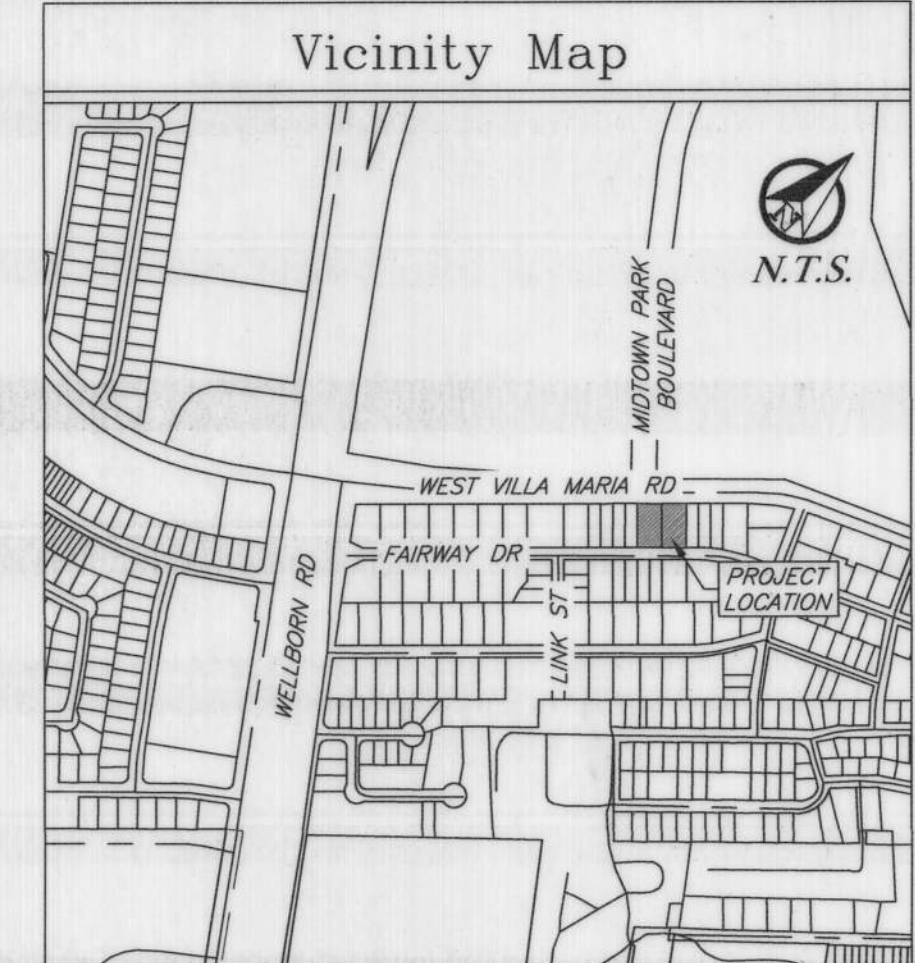 Vicinity Map
N.T.S.
MIDTOWN PARK
BOULEVARD
WEST VILLA MARIA RD
FAIRWAY DR
PROJECT
LOCATION
LINK ST
WELLBORN RD